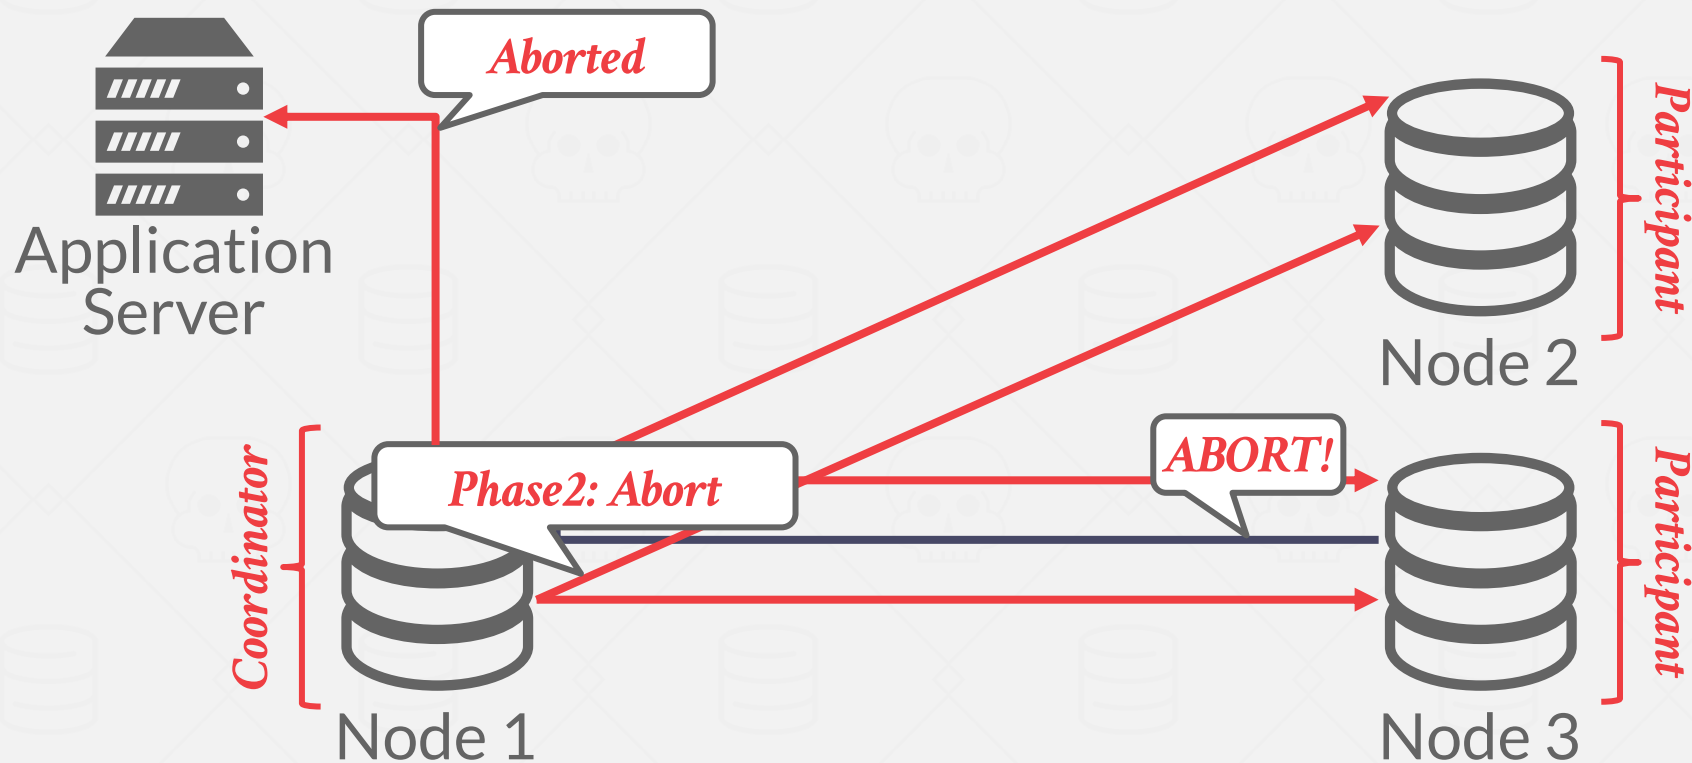 Aborted
Application
Server
Participant
Node 2
ABORT!
Phase2: Abort
Coordinator
Participant
Node 1
Node 3